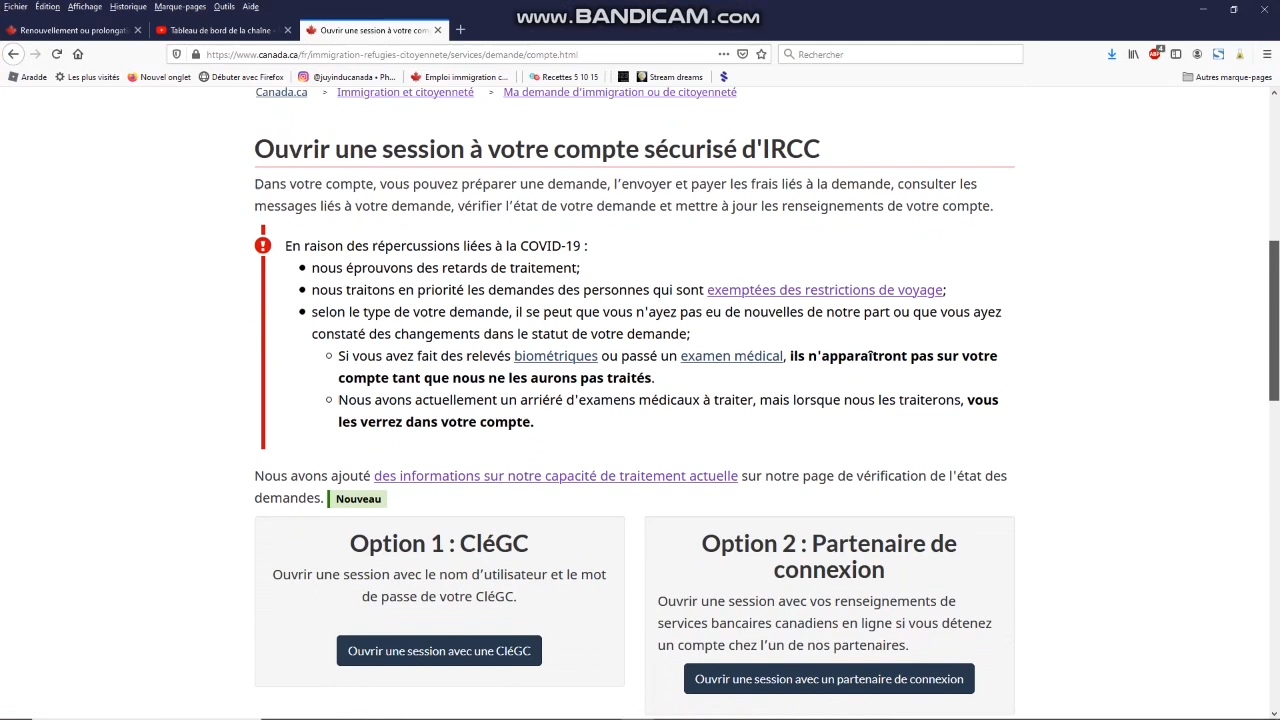 Fichier Édition Affichage Historique Marque-pages Outils Aide
www.BANDICAM.com
Renouvellement ou prolongat
Tableau de bord de la chaîne -
Ouvrir une session à votre com
https://www.canada.ca/fr/immigration-refugies-citoyennete/services/demande/compte.html
Rechercher
Aradde
Les plus visités
Nouvel onglet
Débuter avec Firefox
@juyinducanada • Ph...
Emploi immigration c...
Recettes 5 10 15
Stream dreams
Autres marque-pages
Canada.ca > Immigration et citoyenneté > Ma demande d'immigration ou de citoyenneté
Ouvrir une session à votre compte sécurisé d'IRCC
Dans votre compte, vous pouvez préparer une demande, l’envoyer et payer les frais liés à la demande, consulter les
messages liés à votre demande, vérifier l’état de votre demande et mettre à jour les renseignements de votre compte.
En raison des répercussions liées à la COVID-19 :
nous éprouvons des retards de traitement;
nous traitons en priorité les demandes des personnes qui sont exemptées des restrictions de voyage;
selon le type de votre demande, il se peut que vous n'ayez pas eu de nouvelles de notre part ou que vous ayez
constaté des changements dans le statut de votre demande;
Si vous avez fait des relevés biométriques ou passé un examen médical, ils n'apparaîtront pas sur votre
compte tant que nous ne les aurons pas traités.
Nous avons actuellement un arriéré d'examens médicaux à traiter, mais lorsque nous les traiterons, vous
les verrez dans votre compte.
Nous avons ajouté des informations sur notre capacité de traitement actuelle sur notre page de vérification de l'état des
demandes. Nouveau
Option 1 : CléGC
Ouvrir une session avec le nom d’utilisateur et le mot
de passe de votre CléGC.
Ouvrir une session avec une CléGC
Option 2 : Partenaire de
connexion
Ouvrir une session avec vos renseignements de
services bancaires canadiens en ligne si vous détenez
un compte chez l’un de nos partenaires.
Ouvrir une session avec un partenaire de connexion